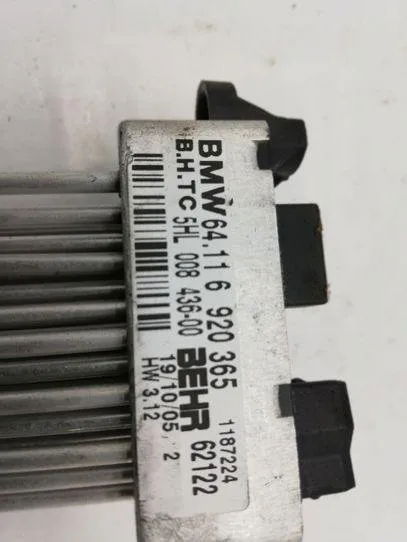 BMW 64.11 6 920 365
B.H.T.C 5HL 008 436-00
1187224
BEHR 62122
19/10/05, 2
HW 3.12